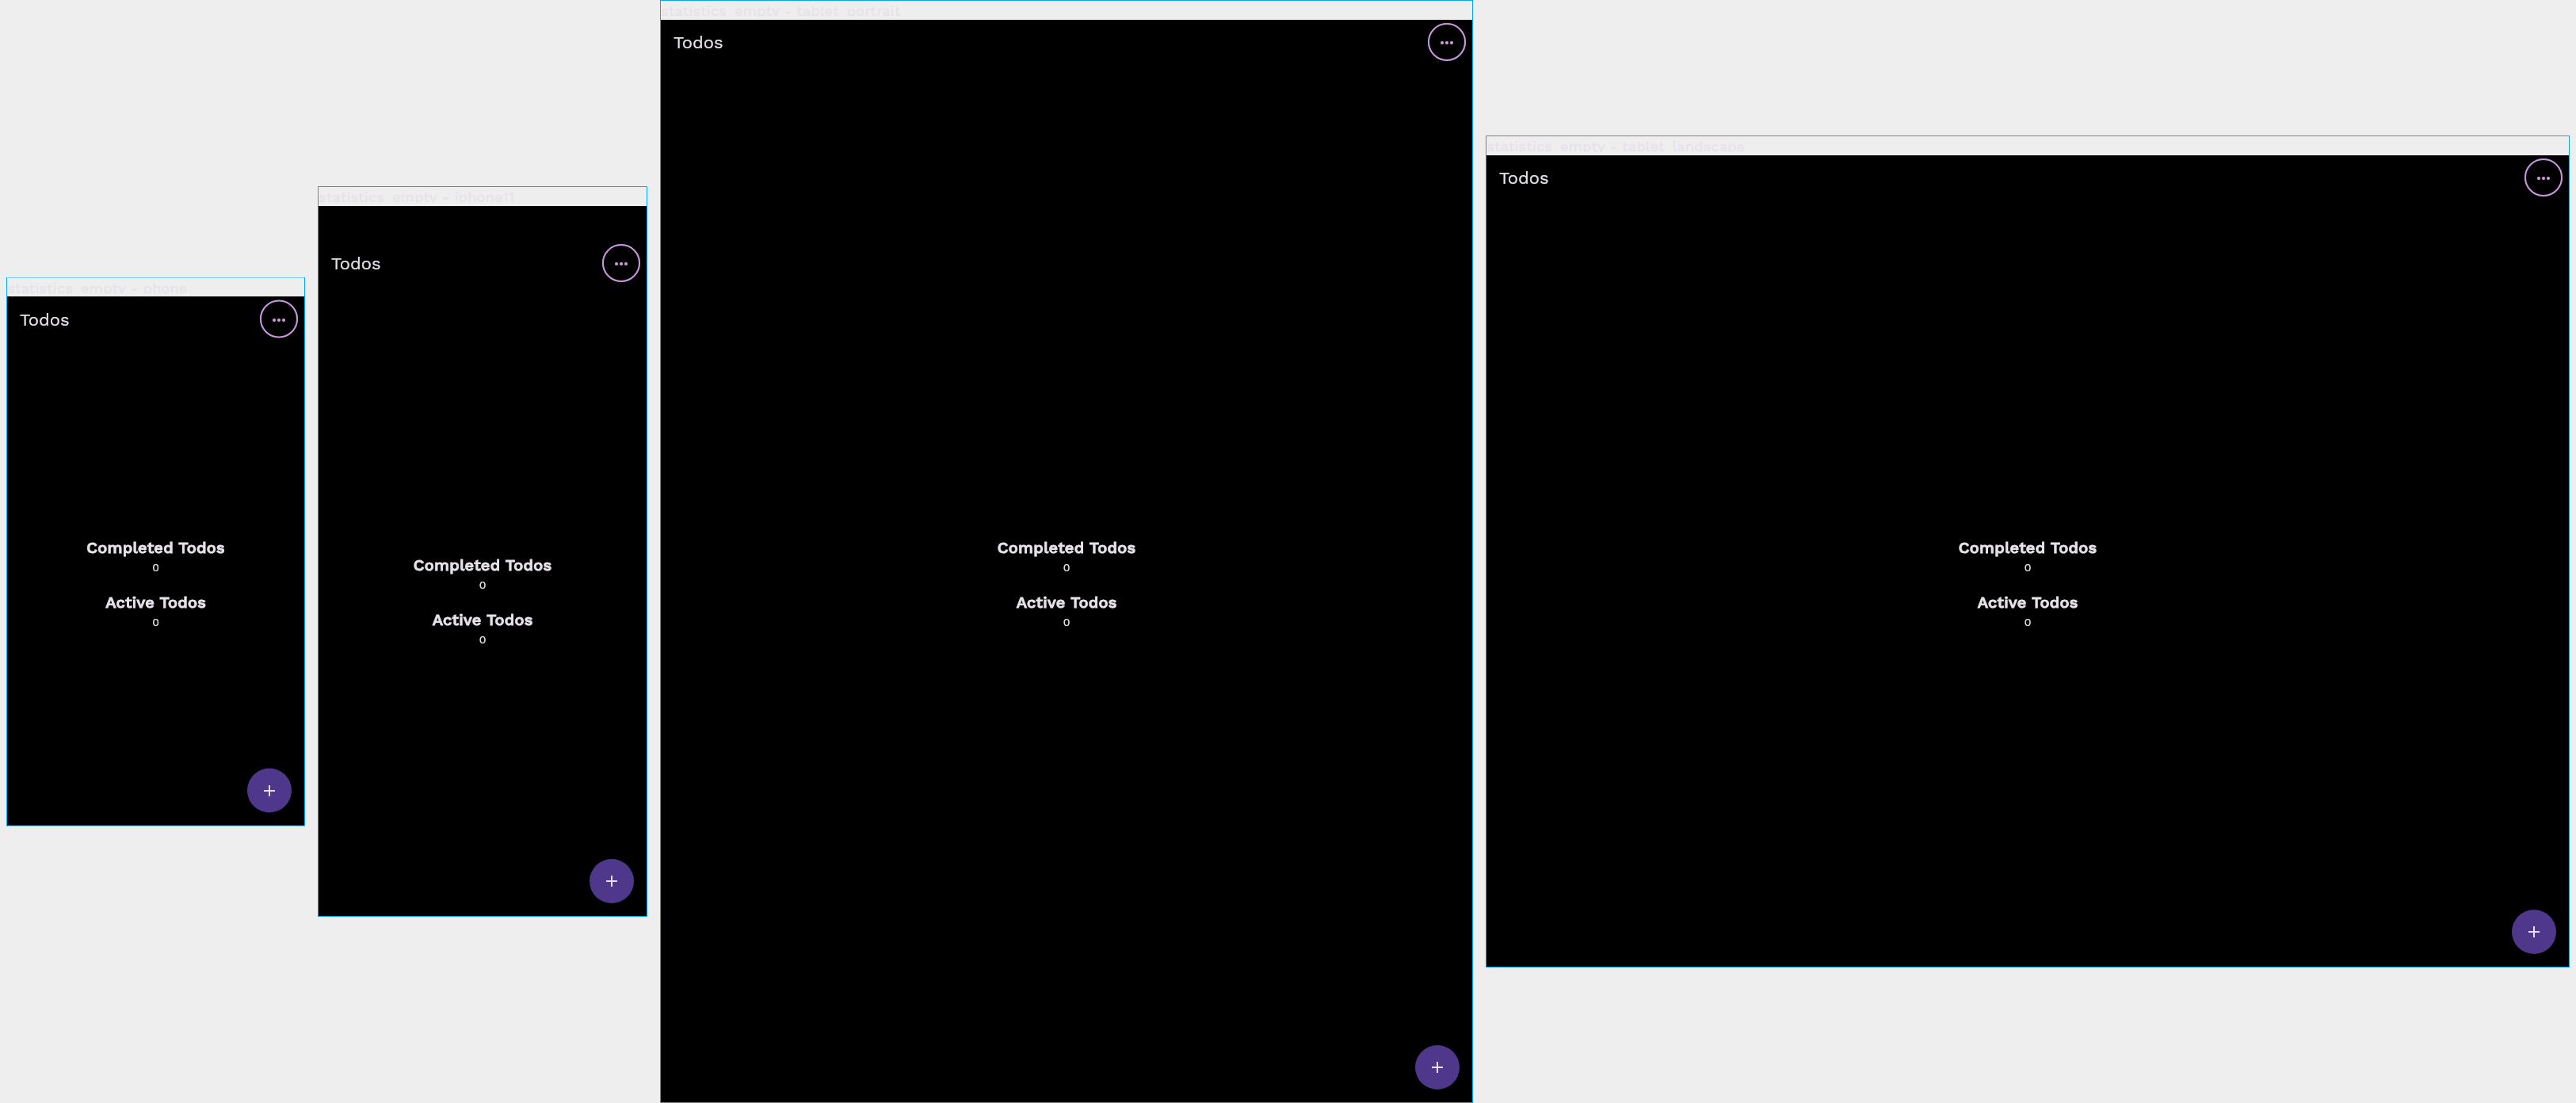 statistics_empty - phone
Todos
Completed Todos
0
Active Todos
0
statistics_empty - iphone11
Todos
Completed Todos
0
Active Todos
0
statistics_empty - tablet_portrait
Todos
Completed Todos
0
Active Todos
0
statistics_empty - tablet_landscape
Todos
Completed Todos
0
Active Todos
0